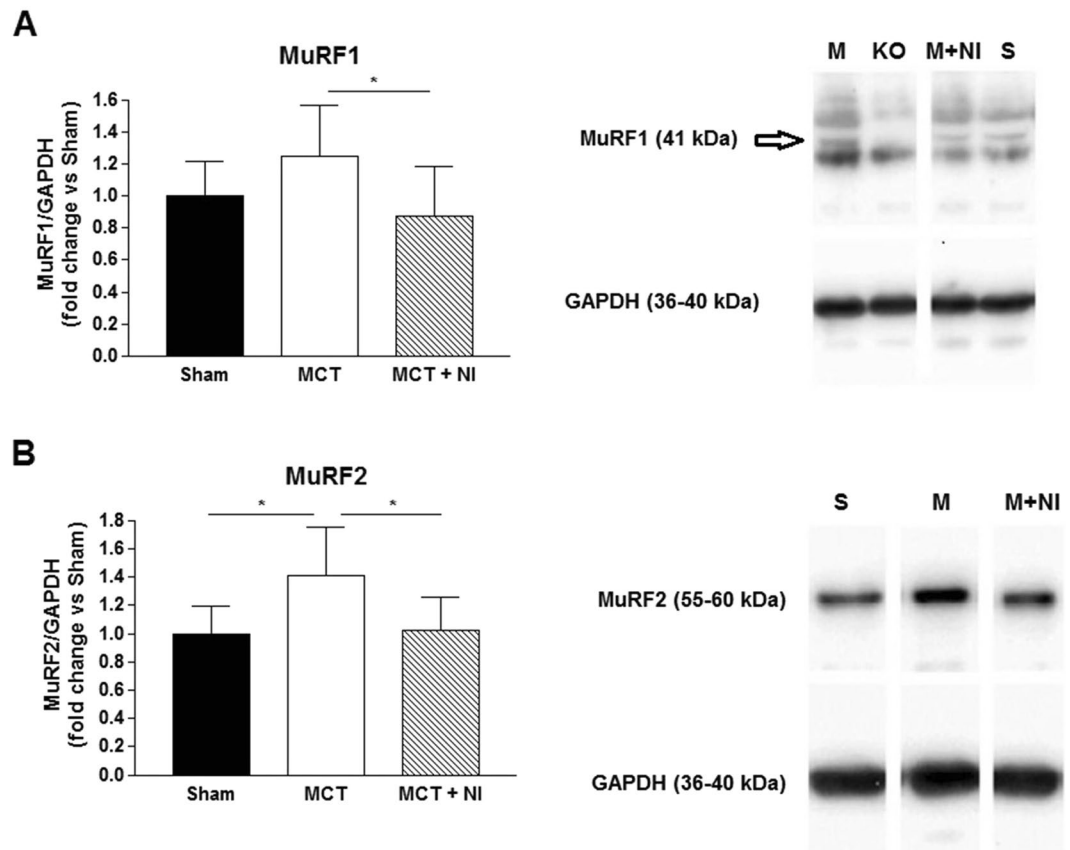 A
MuRF1
*
MuRF1/GAPDH
(fold change vs Sham)
1.6
1.4
1.2
1.0
0.8
0.6
0.4
0.2
0.0
Sham MCT MCT + NI
M KO M+NI S
MuRF1 (41 kDa)
GAPDH (36-40 kDa)
B
MuRF2
* *
MuRF2/GAPDH
(fold change vs Sham)
1.8
1.6
1.4
1.2
1.0
0.8
0.6
0.4
0.2
0.0
Sham MCT MCT + NI
S M M+NI
MuRF2 (55-60 kDa)
GAPDH (36-40 kDa)